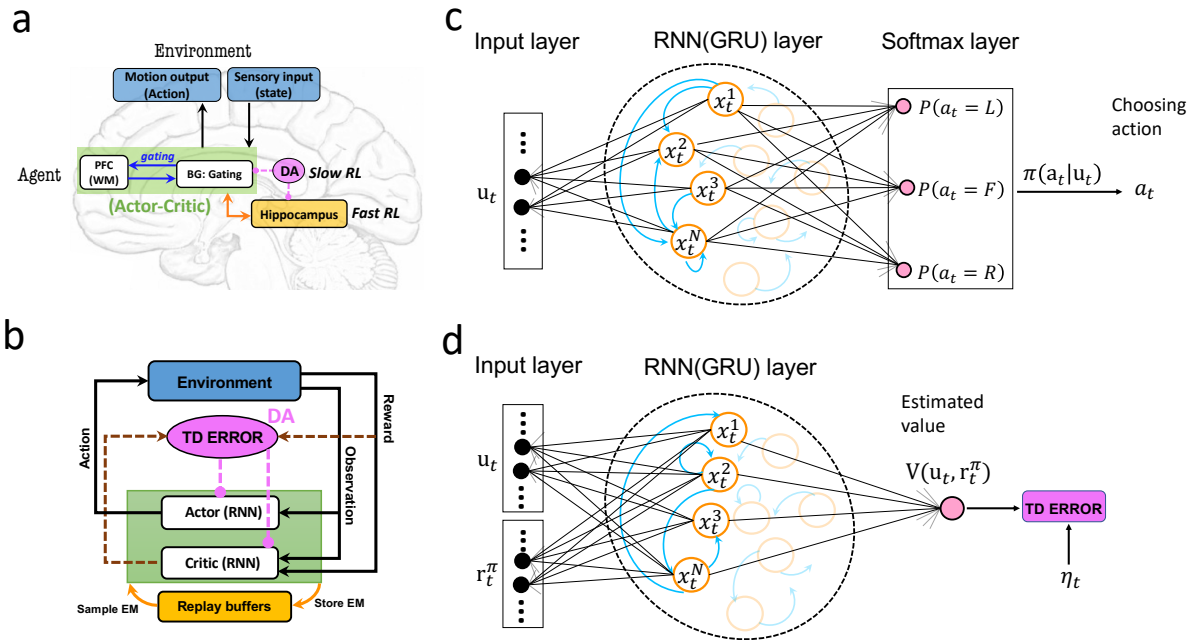 a
Environment
Motion output
(Action)
Sensory input
(state)
Agent
PFC
(WM)
gating
BG: Gating
DA
Slow RL
(Actor-Critic)
Hippocampus
Fast RL
b
Environment
DA
TD ERROR
Action
Reward
Observation
Actor (RNN)
Critic (RNN)
Sample EM
Replay buffers
Store EM
c
Input layer
RNN(GRU) layer
Softmax layer
u_t
x_t^1
x_t^2
x_t^3
x_t^N
P(a_t = L)
P(a_t = F)
P(a_t = R)
Choosing
action
π(a_t|u_t)
a_t
d
Input layer
RNN(GRU) layer
u_t
r_t^π
x_t^1
x_t^2
x_t^3
x_t^N
Estimated
value
V(u_t, r_t^π)
TD ERROR
η_t